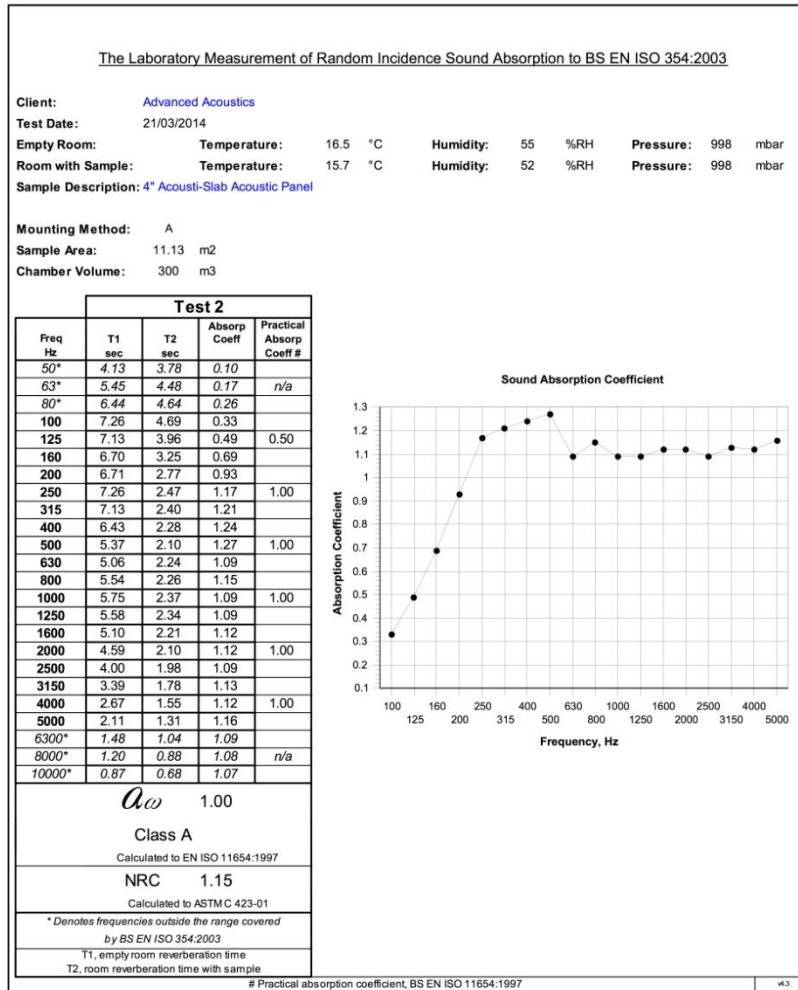 The Laboratory Measurement of Random Incidence Sound Absorption to BS EN ISO 354:2003
Client: Advanced Acoustics
Test Date: 21/03/2014
Empty Room: Temperature: 16.5 °C Humidity: 55 %RH Pressure: 998 mbar
Room with Sample: Temperature: 15.7 °C Humidity: 52 %RH Pressure: 998 mbar
Sample Description: 4" Acousti-Slab Acoustic Panel
Mounting Method: A
Sample Area: 11.13 m2
Chamber Volume: 300 m3
Test 2
Freq Hz T1 sec T2 sec Absorp Coeff Practical Absorp Coeff #
50* 4.13 3.78 0.10
63* 5.45 4.48 0.17 n/a
80* 6.44 4.64 0.26
100 7.26 4.69 0.33
125 7.13 3.96 0.49 0.50
160 6.70 3.25 0.69
200 6.71 2.77 0.93
250 7.26 2.47 1.17 1.00
315 7.13 2.40 1.21
400 6.43 2.28 1.24
500 5.37 2.10 1.27 1.00
630 5.06 2.24 1.09
800 5.54 2.26 1.15
1000 5.75 2.37 1.09 1.00
1250 5.58 2.34 1.09
1600 5.10 2.21 1.12
2000 4.59 2.10 1.12 1.00
2500 4.00 1.98 1.09
3150 3.39 1.78 1.13
4000 2.67 1.55 1.12 1.00
5000 2.11 1.31 1.16
6300* 1.48 1.04 1.09
8000* 1.20 0.88 1.08 n/a
10000* 0.87 0.68 1.07
aω 1.00
Class A
Calculated to EN ISO 11654:1997
NRC 1.15
Calculated to ASTM C 423-01
* Denotes frequencies outside the range covered
by BS EN ISO 354:2003
T1, empty room reverberation time
T2, room reverberation time with sample
Sound Absorption Coefficient
Absorption Coefficient
1.3
1.2
1.1
1
0.9
0.8
0.7
0.6
0.5
0.4
0.3
0.2
0.1
100 160 250 400 630 1000 1600 2500 4000
125 200 315 500 800 1250 2000 3150 5000
Frequency, Hz
# Practical absorption coefficient, BS EN ISO 11654:1997
v4.3